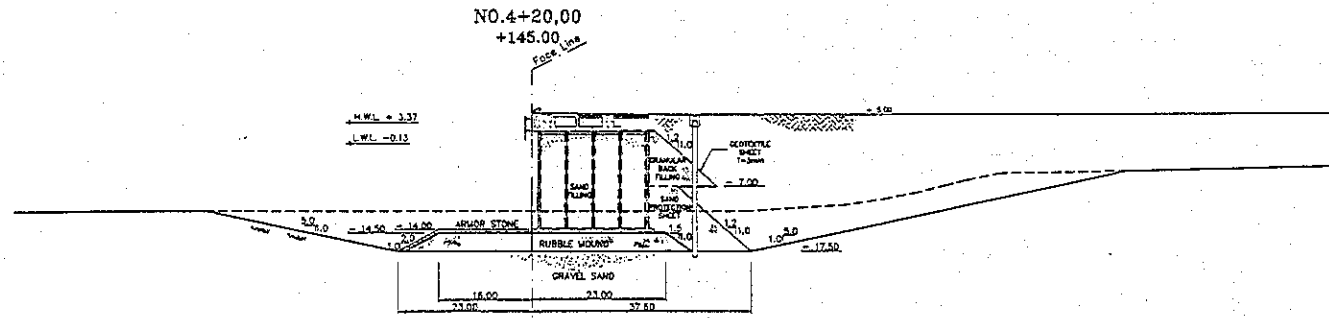 NO.4+20,00
+145.00
Face Line
H.W.L + 3.37
L.W.L -0.13
+ 5.00
1.2
1.0
GEOTEXTILE
SHEET
T=5mm
GRANULAR
BACK
FILLING
- 7.00
SAND
FILLING
SAND
PROTECTION
SHEET
5.0
1.0
- 14.50
- 14.00
ARMOR STONE
1.5
1.0
1.2
1.0
5.0
1.0
2.0
1.0
RUBBLE MOUND
- 17.50
GRAVEL SAND
16.00
23.00
23.00
37.50